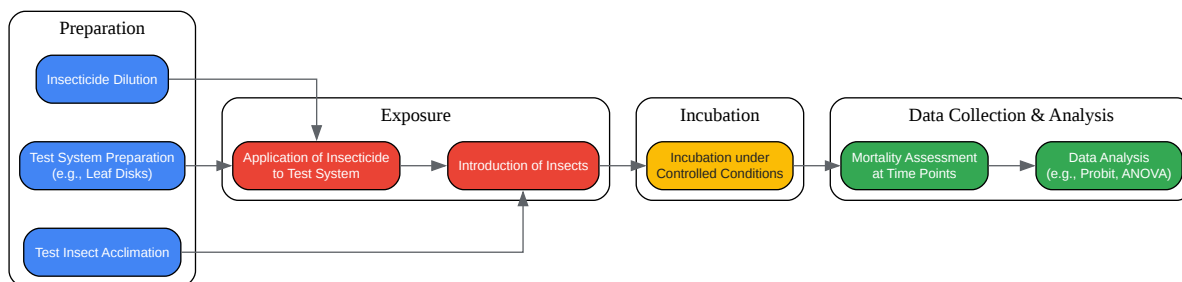 Preparation
Insecticide Dilution
Test System Preparation
(e.g., Leaf Disks)
Test Insect Acclimation
Exposure
Application of Insecticide
to Test System
Introduction of Insects
Incubation
Incubation under
Controlled Conditions
Data Collection & Analysis
Mortality Assessment
at Time Points
Data Analysis
(e.g., Probit, ANOVA)